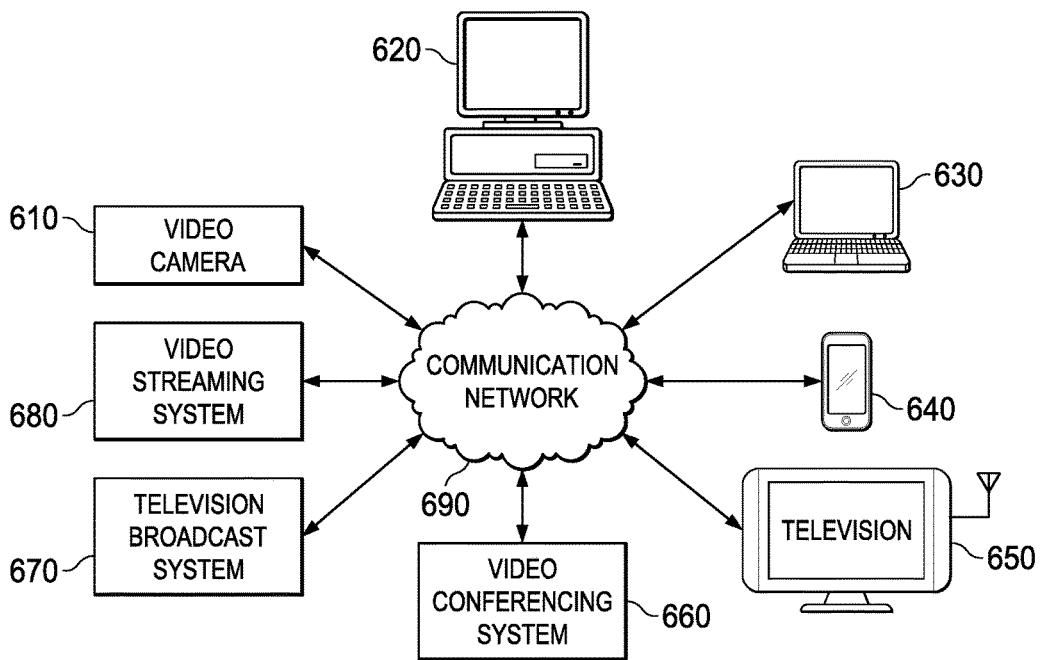 620
630
610
VIDEO
CAMERA
VIDEO
STREAMING
SYSTEM
680
COMMUNICATION
NETWORK
690
640
TELEVISION
BROADCAST
SYSTEM
670
VIDEO
CONFERENCING
SYSTEM
660
TELEVISION
650